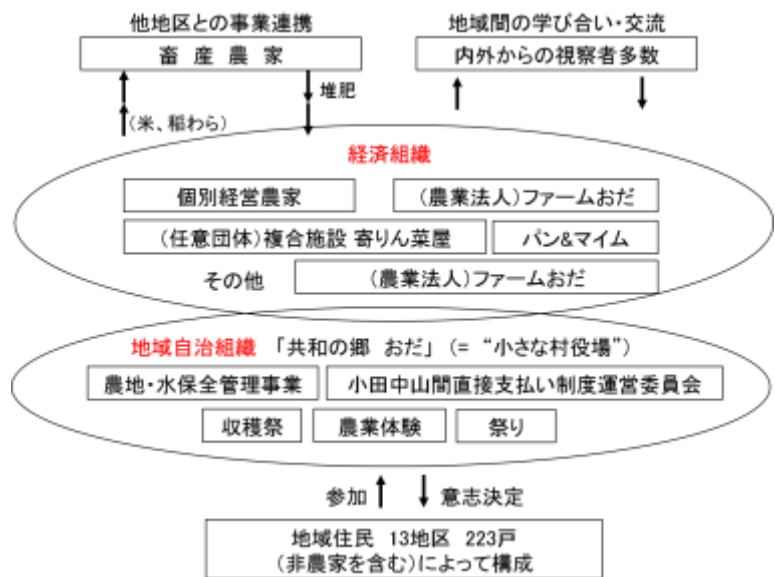 他地区との事業連携
地域間の学び合い・交流
畜産農家
内外からの視察者多数
堆肥
(米、稲わら)
経済組織
個別経営農家
(農業法人)ファームおだ
(任意団体)複合施設 寄りん菜屋
パン&マイム
その他
(農業法人)ファームおだ
地域自治組織 「共和の郷 おだ」 (= “小さな村役場”)
農地・水保全管理事業
小田中山間直接支払い制度運営委員会
収穫祭
農業体験
祭り
参加
意志決定
地域住民 13地区 223戸
(非農家を含む)によって構成